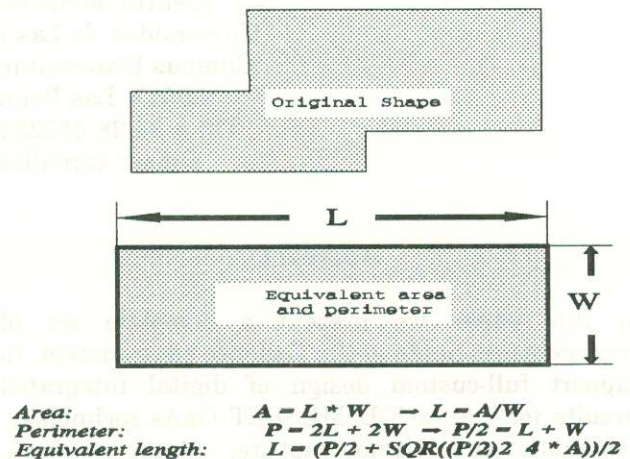 Original Shape
L
Equivalent area
and perimeter
W
Area: A = L * W, → L = A/W,
Perimeter: P = 2L + 2W → P/2 = L + W
Equivalent length: L = (P/2 + SQR((P/2)2 4 * A))/2